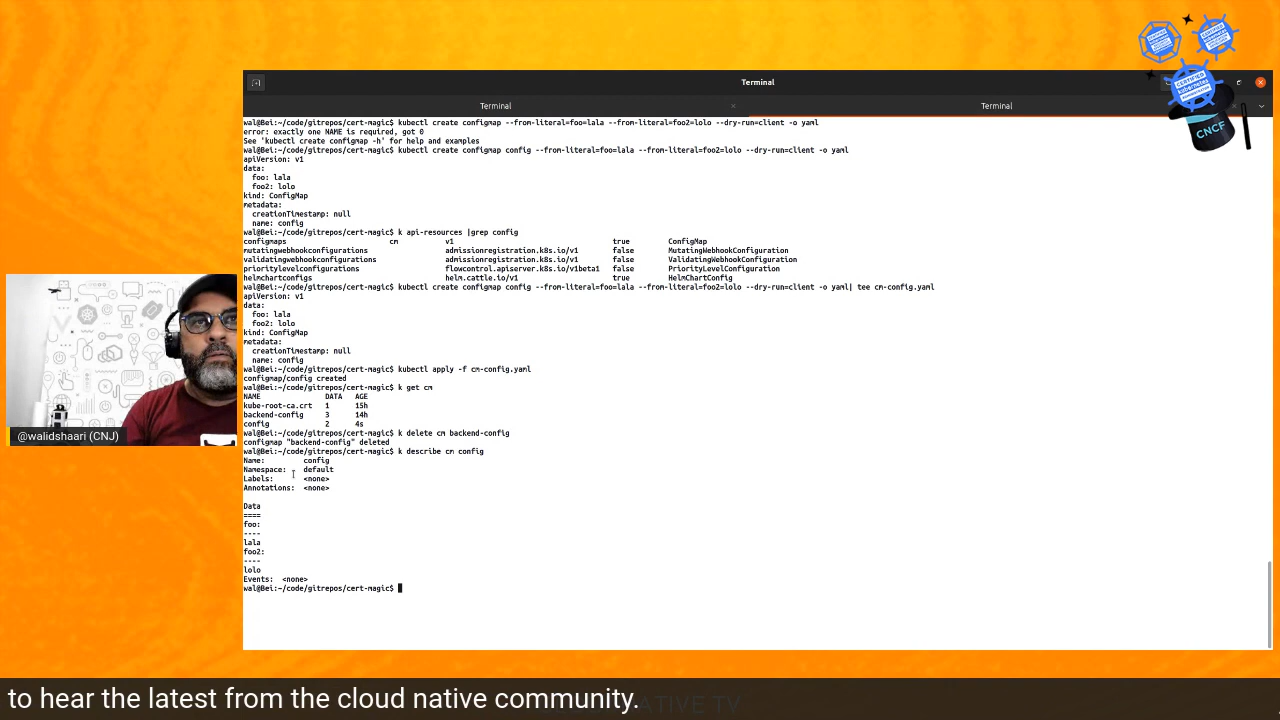 Terminal
Terminal
Terminal
wal@Bei:~/code/gitrepos/cert-magic$ kubectl create configmap --from-literal=foo=lala --from-literal=foo2=lolo --dry-run=client -o yaml
error: exactly one NAME is required, got 0
See 'kubectl create configmap -h' for help and examples
wal@Bei:~/code/gitrepos/cert-magic$ kubectl create configmap config --from-literal=foo=lala --from-literal=foo2=lolo --dry-run=client -o yaml
apiVersion: v1
data:
  foo: lala
  foo2: lolo
kind: ConfigMap
metadata:
  creationTimestamp: null
  name: config
wal@Bei:~/code/gitrepos/cert-magic$ k api-resources |grep config
configmaps cm v1 true ConfigMap
mutatingwebhookconfigurations admissionregistration.k8s.io/v1 false MutatingWebhookConfiguration
validatingwebhookconfigurations admissionregistration.k8s.io/v1 false ValidatingWebhookConfiguration
prioritylevelconfigurations flowcontrol.apiserver.k8s.io/v1beta1 false PriorityLevelConfiguration
helmchartconfigs helm.cattle.io/v1 true HelmChartConfig
wal@Bei:~/code/gitrepos/cert-magic$ kubectl create configmap config --from-literal=foo=lala --from-literal=foo2=lolo --dry-run=client -o yaml| tee cm-config.yaml
apiVersion: v1
data:
  foo: lala
  foo2: lolo
kind: ConfigMap
metadata:
  creationTimestamp: null
  name: config
wal@Bei:~/code/gitrepos/cert-magic$ kubectl apply -f cm-config.yaml
configmap/config created
wal@Bei:~/code/gitrepos/cert-magic$ k get cm
NAME DATA AGE
kube-root-ca.crt 1 15h
backend-config 3 14h
config 2 4s
wal@Bei:~/code/gitrepos/cert-magic$ k delete cm backend-config
configmap "backend-config" deleted
wal@Bei:~/code/gitrepos/cert-magic$ k describe cm config
Name: config
Namespace: default
Labels: <none>
Annotations: <none>
Data
====
foo:
----
lala
foo2:
----
lolo
Events: <none>
wal@Bei:~/code/gitrepos/cert-magic$
CNCF
@walidshaari (CNJ)
to hear the latest from the cloud native community.